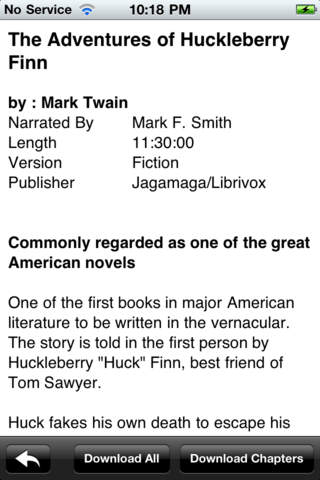 No Service 10:18 PM
The Adventures of Huckleberry
Finn
by : Mark Twain
Narrated By Mark F. Smith
Length 11:30:00
Version Fiction
Publisher Jagamaga/Librivox
Commonly regarded as one of the great
American novels
One of the first books in major American
literature to be written in the vernacular.
The story is told in the first person by
Huckleberry "Huck" Finn, best friend of
Tom Sawyer.
Huck fakes his own death to escape his
Download All Download Chapters